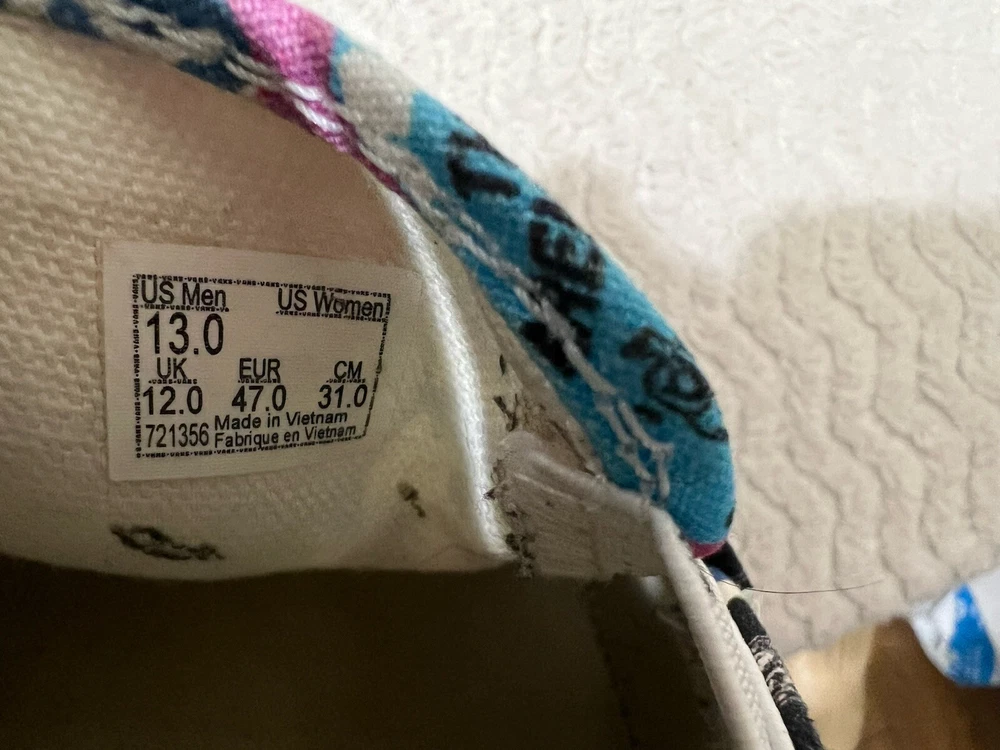 US Men US Women
13.0
UK EUR CM
12.0 47.0 31.0
721356 Made in Vietnam
Fabrique en Vietnam